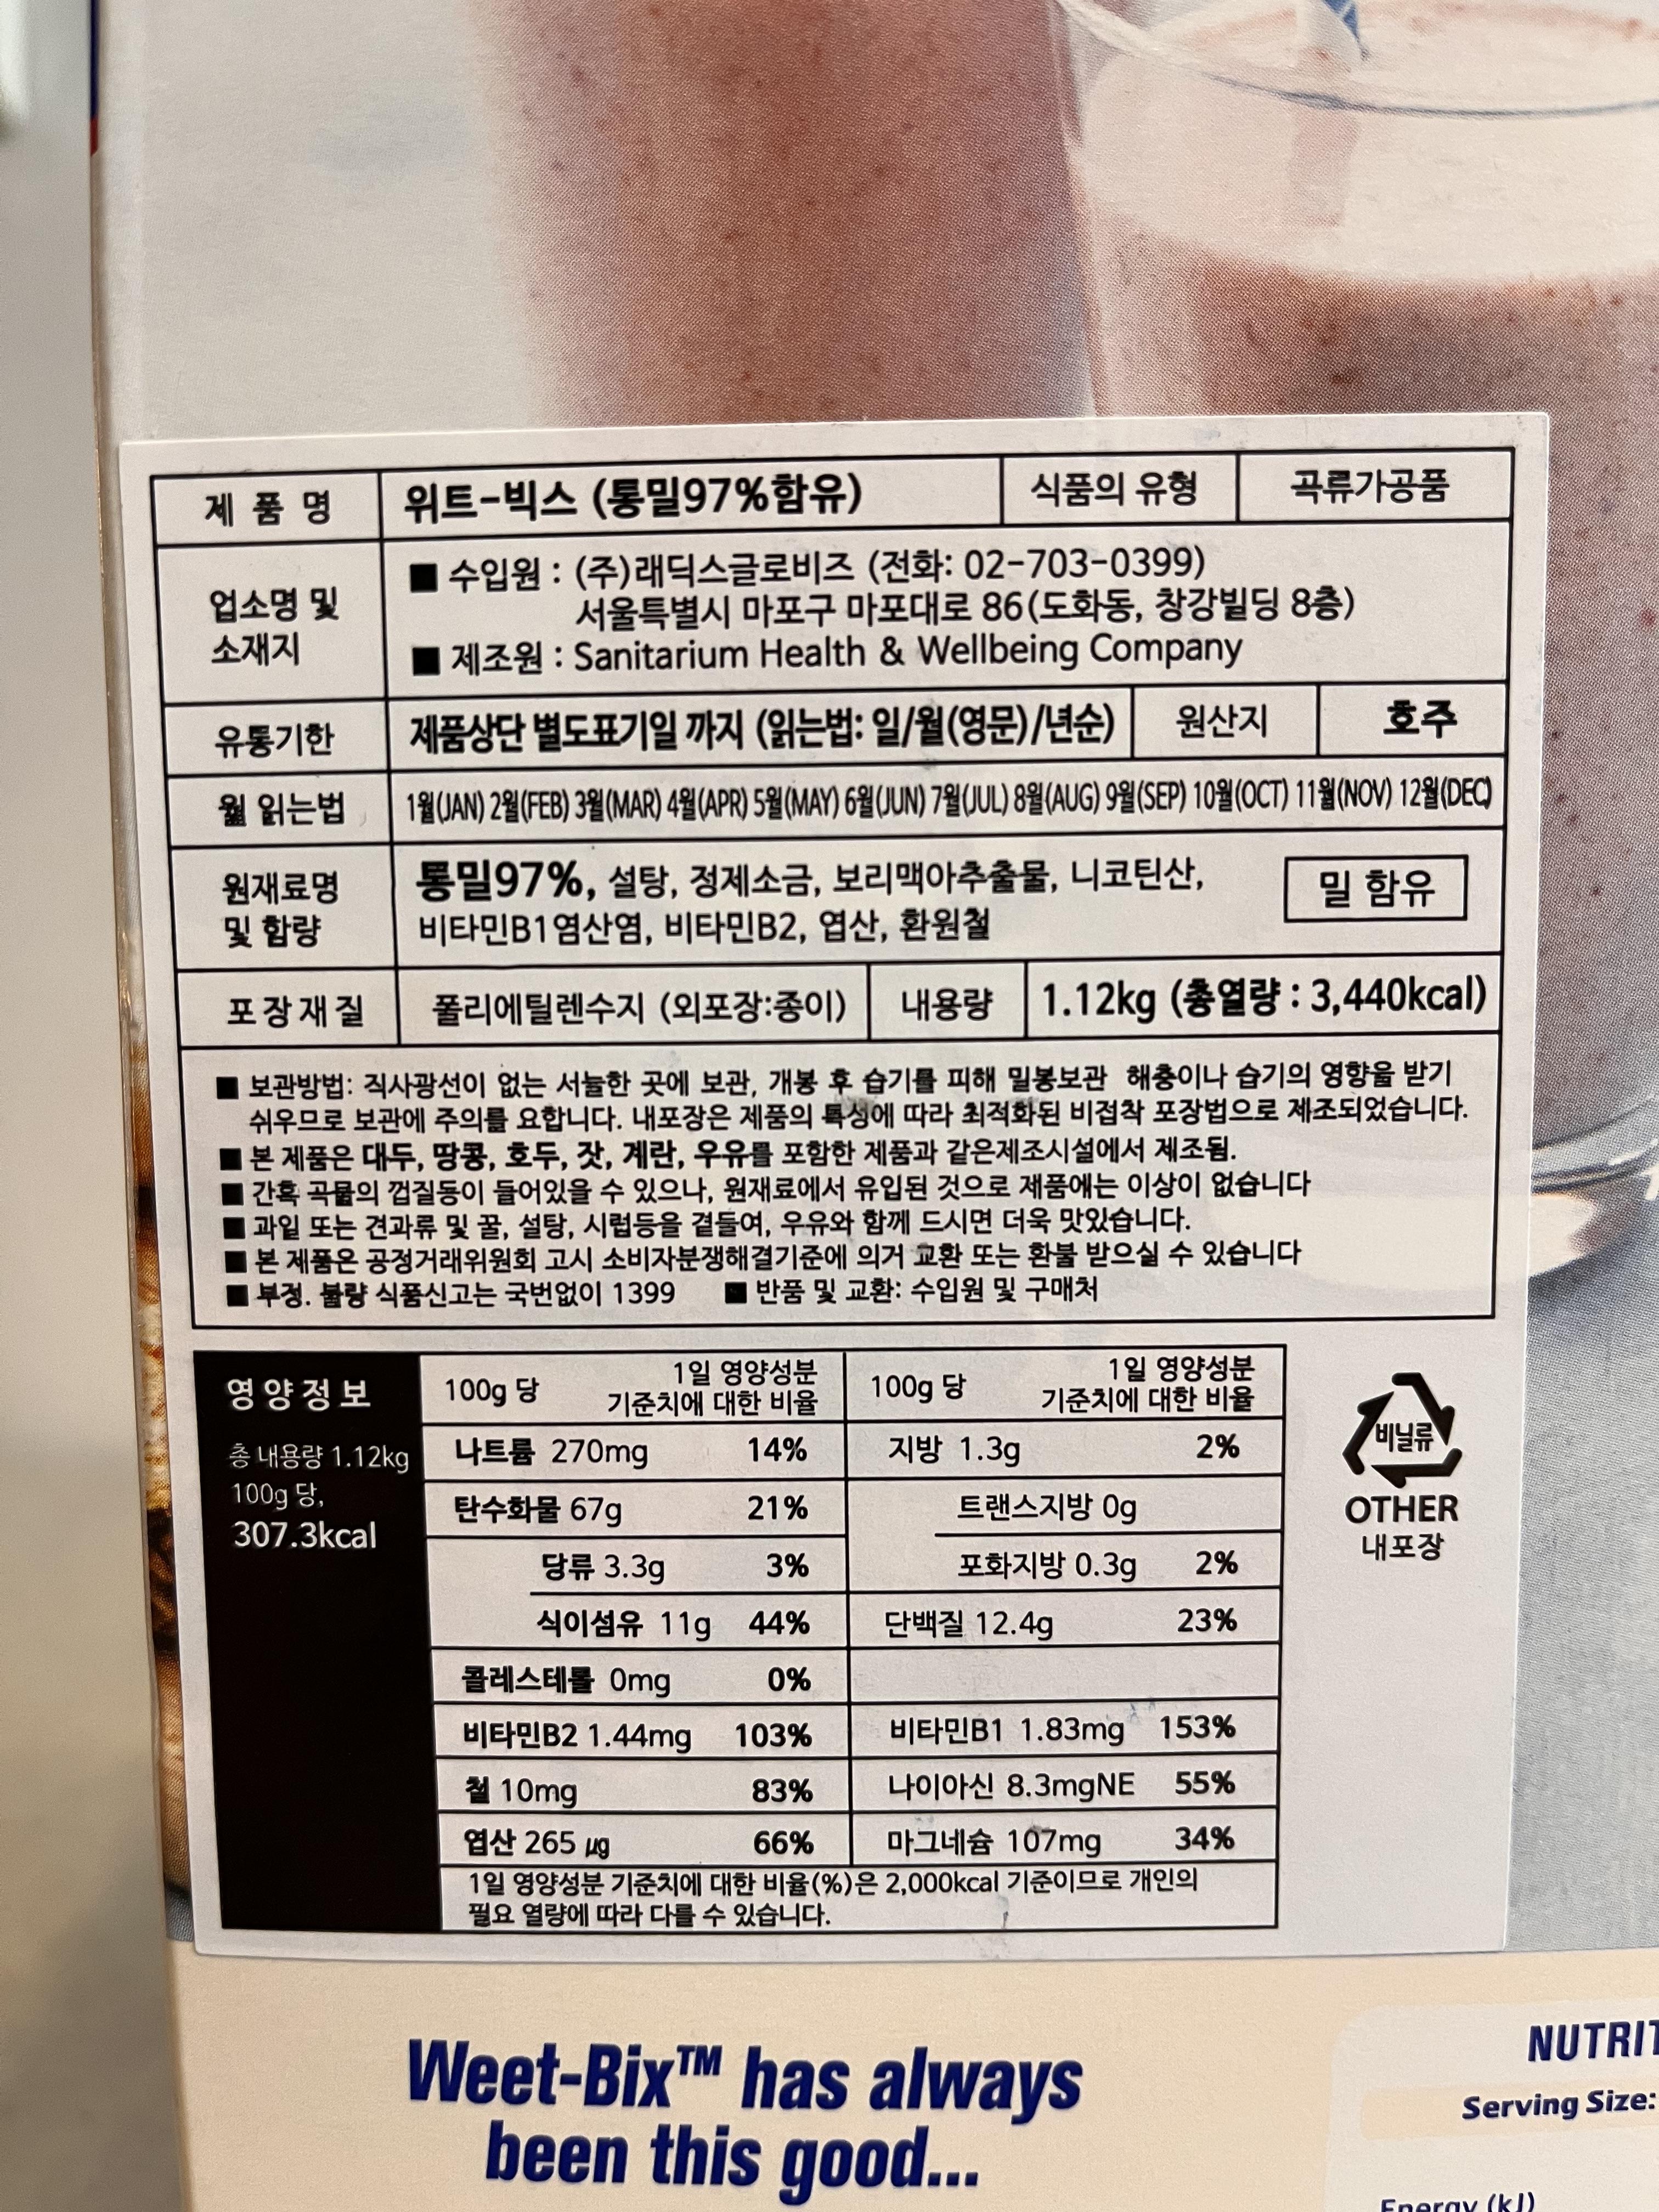 제 품 명 위트-빅스 (통밀97%함유) 식품의 유형 곡류가공품
업소명 및 소재지
■ 수입원 : (주)래딕스글로비즈 (전화: 02-703-0399)
서울특별시 마포구 마포대로 86(도화동, 창강빌딩 8층)
■ 제조원 : Sanitarium Health & Wellbeing Company
유통기한 제품상단 별도표기일 까지 (읽는법: 일/월(영문)/년순) 원산지 호주
월 읽는법 1월(JAN) 2월(FEB) 3월(MAR) 4월(APR) 5월(MAY) 6월(JUN) 7월(JUL) 8월(AUG) 9월(SEP) 10월(OCT) 11월(NOV) 12월(DEC)
원재료명 및 함량
통밀97%, 설탕, 정제소금, 보리맥아추출물, 니코틴산,
비타민B1염산염, 비타민B2, 엽산, 환원철
밀 함유
포장재질 폴리에틸렌수지 (외포장:종이) 내용량 1.12kg (총열량 : 3,440kcal)
■ 보관방법: 직사광선이 없는 서늘한 곳에 보관, 개봉 후 습기를 피해 밀봉보관 해충이나 습기의 영향을 받기
쉬우므로 보관에 주의를 요합니다. 내포장은 제품의 특성에 따라 최적화된 비접착 포장법으로 제조되었습니다.
■ 본 제품은 대두, 땅콩, 호두, 잣, 계란, 우유를 포함한 제품과 같은제조시설에서 제조됨.
■ 간혹 곡물의 껍질등이 들어있을 수 있으나, 원재료에서 유입된 것으로 제품에는 이상이 없습니다
■ 과일 또는 견과류 및 꿀, 설탕, 시럽등을 곁들여, 우유와 함께 드시면 더욱 맛있습니다.
■ 본 제품은 공정거래위원회 고시 소비자분쟁해결기준에 의거 교환 또는 환불 받으실 수 있습니다
■ 부정. 불량 식품신고는 국번없이 1399 ■ 반품 및 교환: 수입원 및 구매처
영양정보
총 내용량 1.12kg
100g 당,
307.3kcal
100g 당 1일 영양성분 기준치에 대한 비율 100g 당 1일 영양성분 기준치에 대한 비율
나트륨 270mg 14% 지방 1.3g 2%
탄수화물 67g 21% 트랜스지방 0g
당류 3.3g 3% 포화지방 0.3g 2%
식이섬유 11g 44% 단백질 12.4g 23%
콜레스테롤 0mg 0%
비타민B2 1.44mg 103% 비타민B1 1.83mg 153%
철 10mg 83% 나이아신 8.3mgNE 55%
엽산 265 ㎍ 66% 마그네슘 107mg 34%
1일 영양성분 기준치에 대한 비율(%)은 2,000kcal 기준이므로 개인의
필요 열량에 따라 다를 수 있습니다.
비닐류
OTHER
내포장
Weet-Bix™ has always
been this good...
Serving Size:
Energy (kJ)